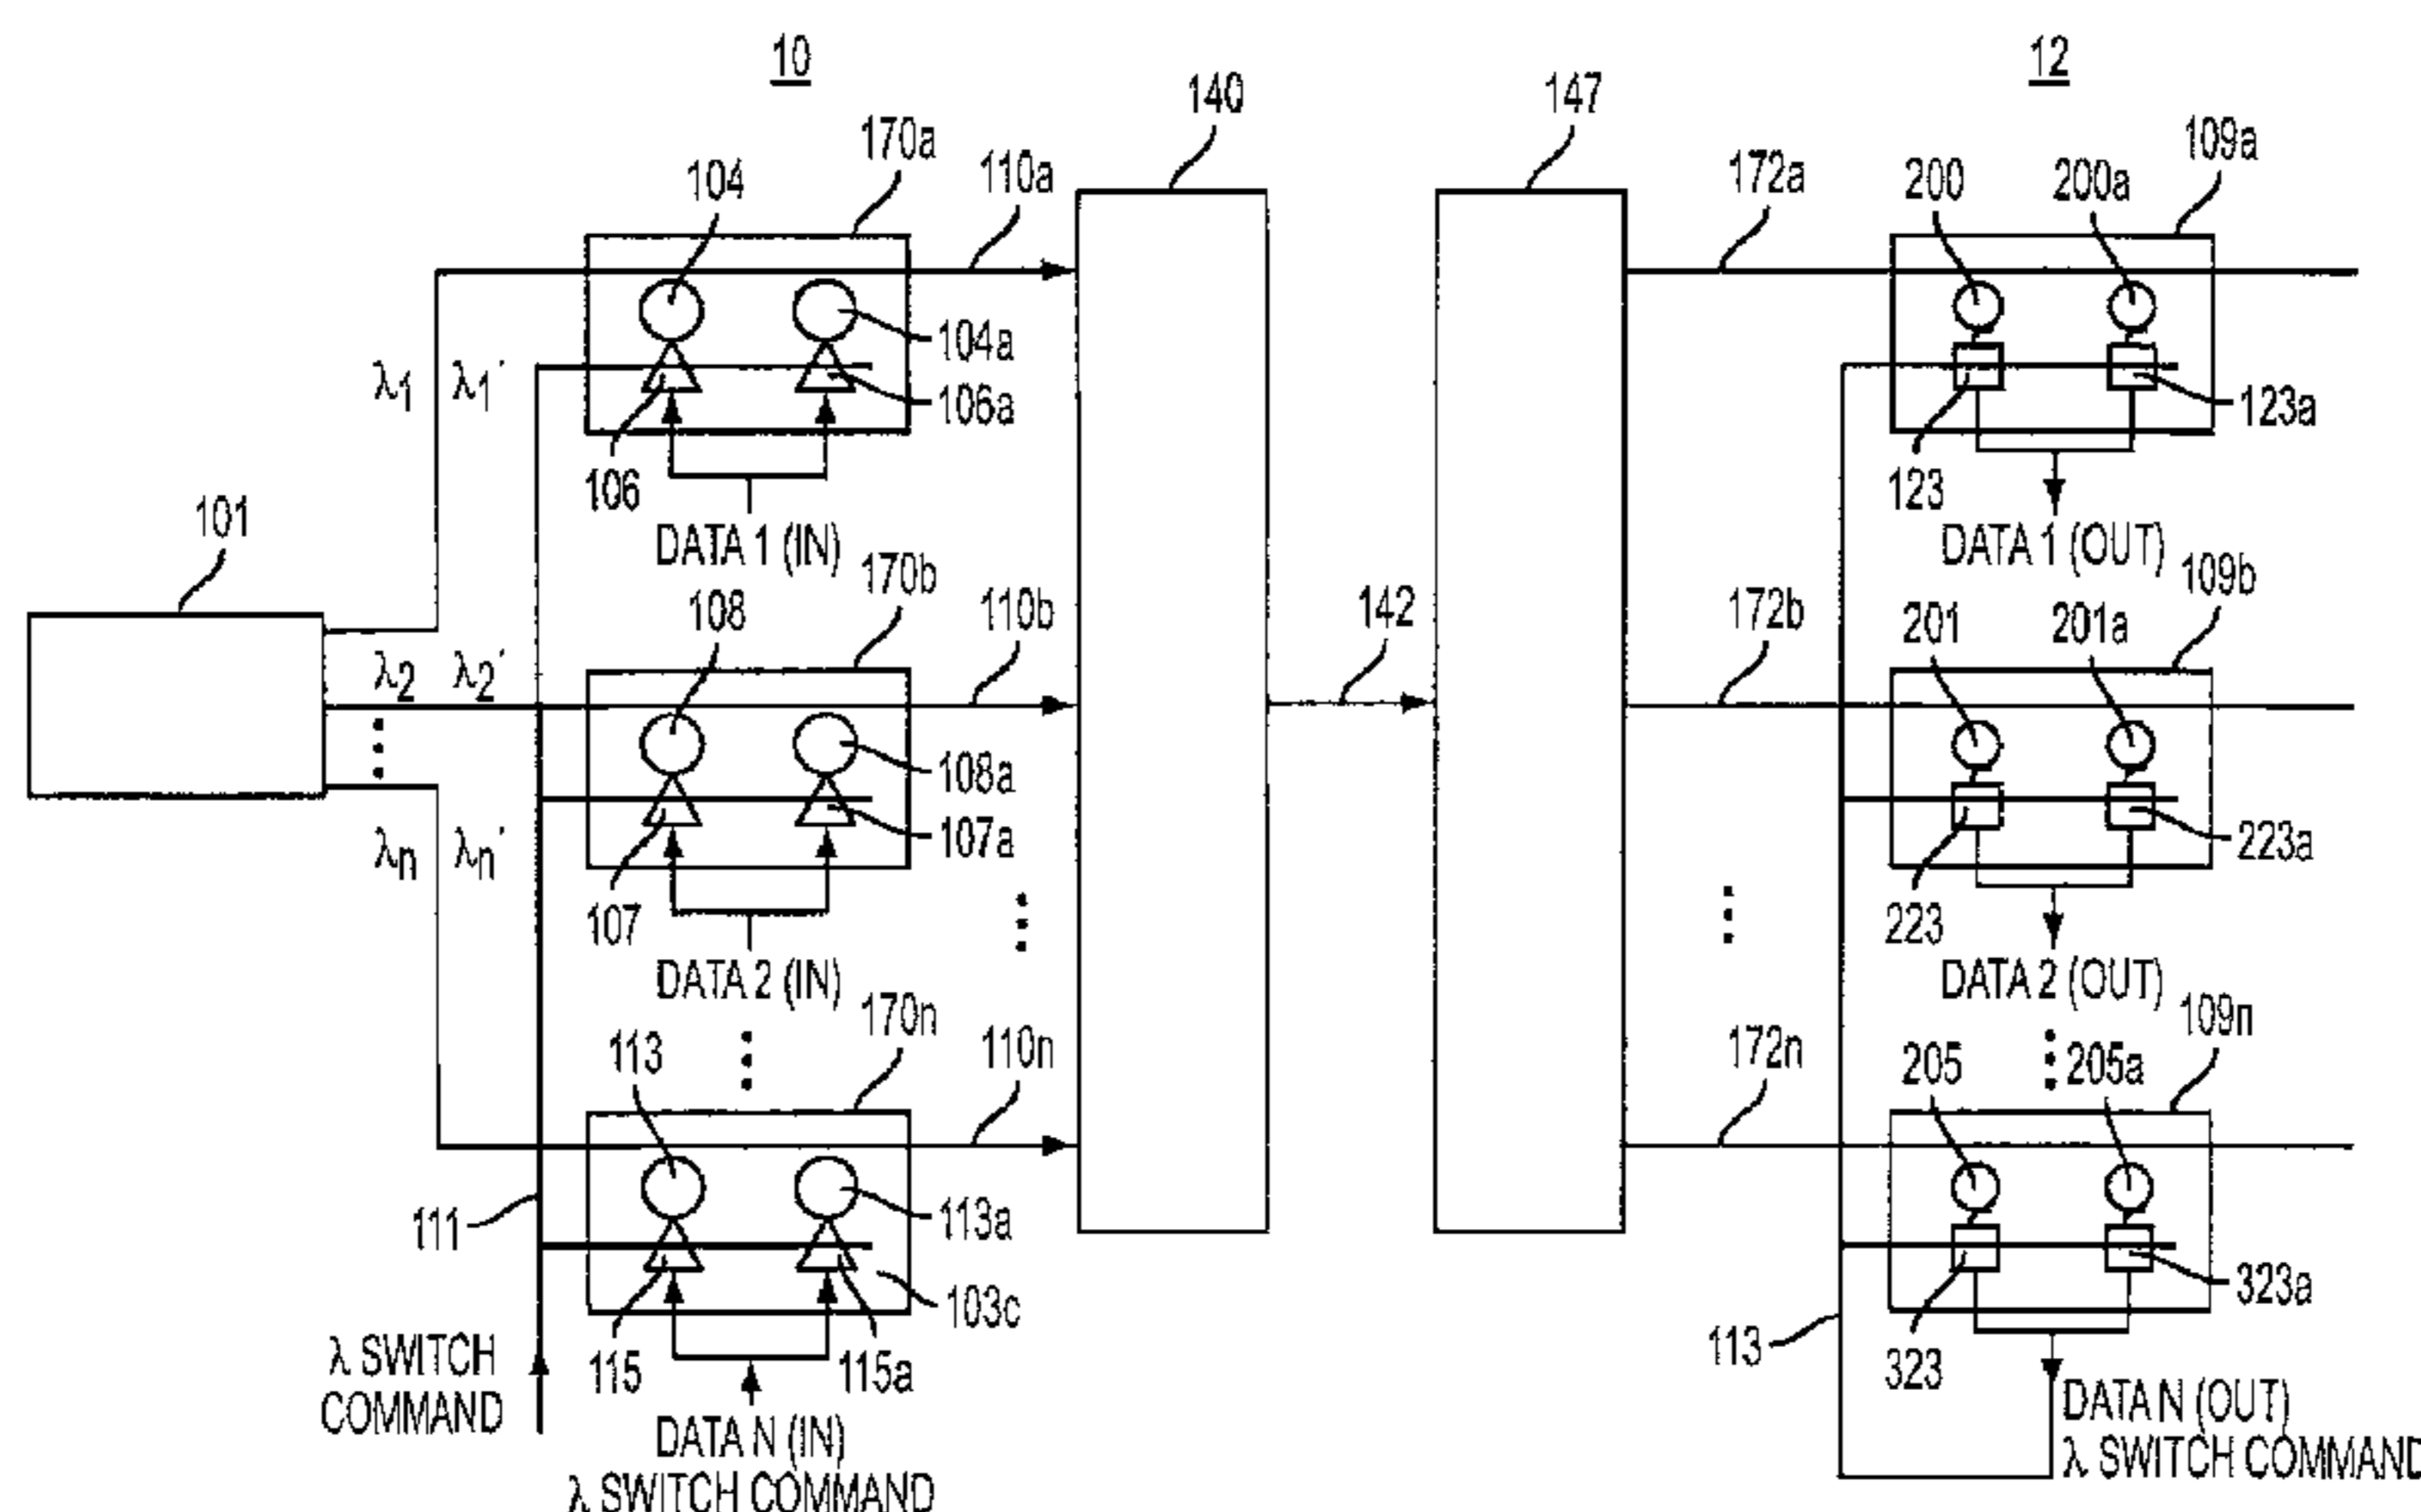 10
12
140
147
170a
109a
104
110a
172a
200
200a
104a
λ1 λ1´
106a
123a
106
123
101
DATA 1 (IN)
DATA 1 (OUT)
170b
109b
108
110b
142
172b
201
201a
λ2 λ2´
108a
107a
223a
λn λn´
107
223
DATA 2 (IN)
DATA 2 (OUT)
170n
109n
113
110n
172n
205
205a
111
113a
103c
323a
λ SWITCH
COMMAND
115
115a
113
323
DATA N (IN)
λ SWITCH COMMAND
DATA N (OUT)
λ SWITCH COMMAND